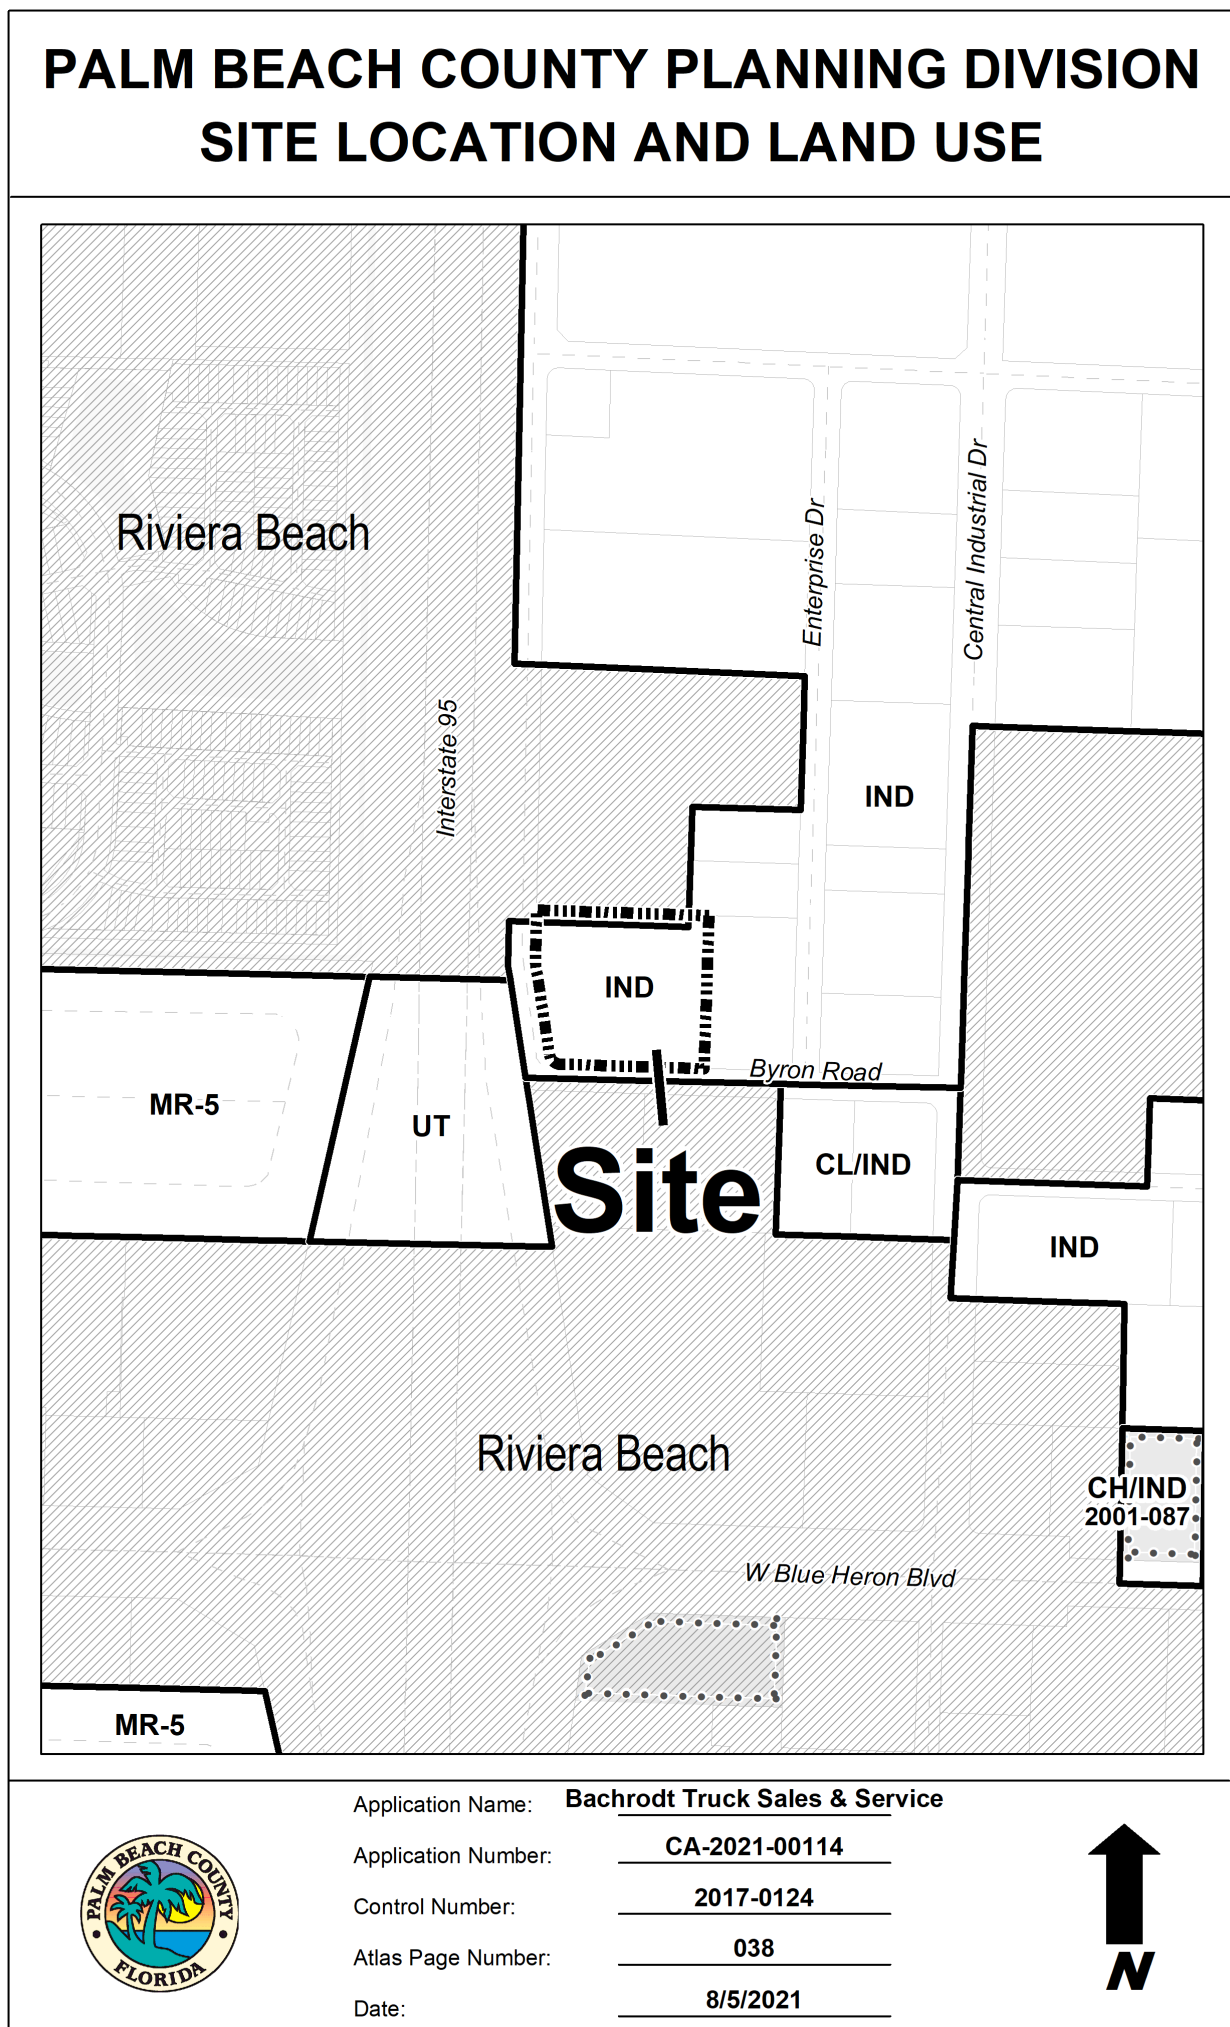 PALM BEACH COUNTY PLANNING DIVISION
SITE LOCATION AND LAND USE
Riviera Beach
Enterprise Dr
Central Industrial Dr
Interstate 95
IND
IND
Byron Road
MR-5
UT
CL/IND
Site
IND
Riviera Beach
CH/IND
2001-087
W Blue Heron Blvd
MR-5
Application Name: Bachrodt Truck Sales & Service
Application Number: CA-2021-00114
Control Number: 2017-0124
Atlas Page Number: 038
Date: 8/5/2021
PALM BEACH COUNTY
FLORIDA
N